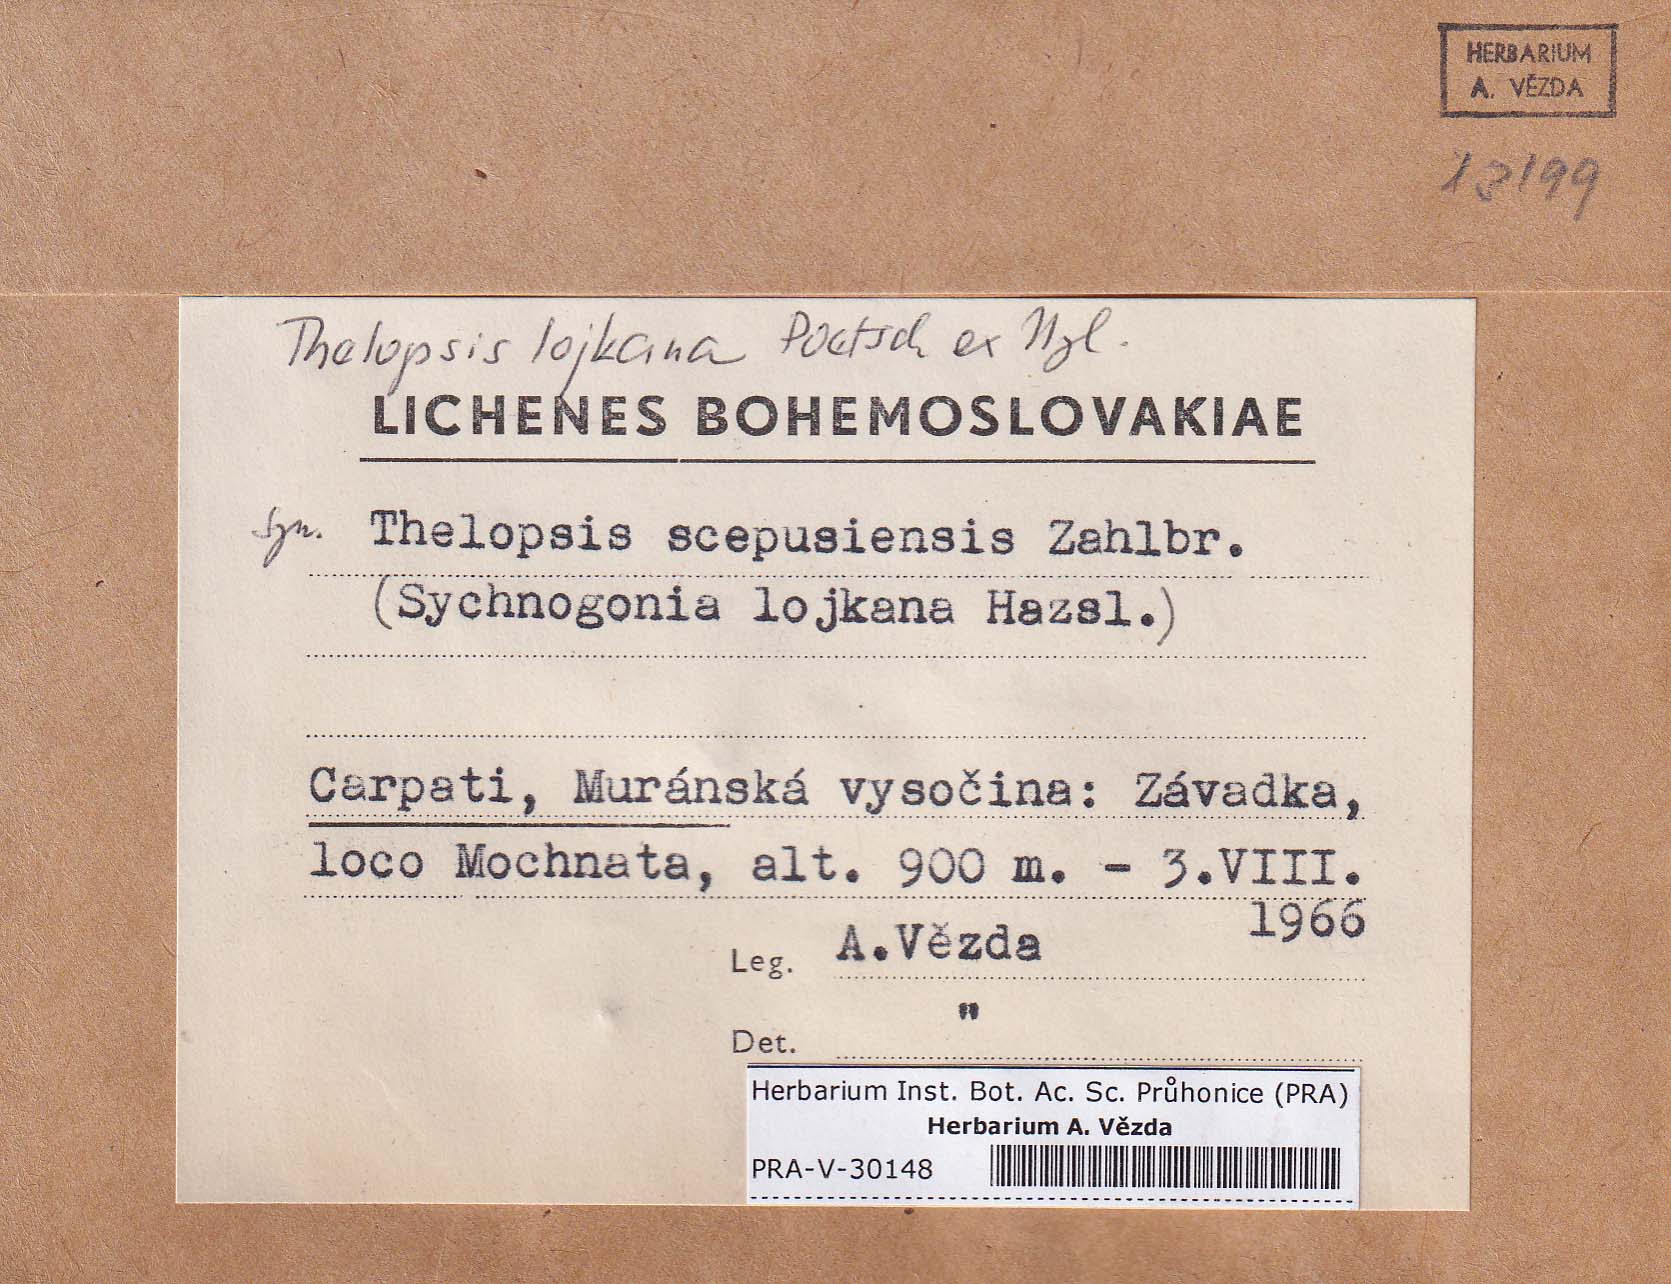 HERBARIUM
A. VĚZDA
13199
Thelopsis lojkana Poetsch ex Nyl.
LICHENES BOHEMOSLOVAKIAE
syn. Thelopsis scepusiensis Zahlbr.
(Sychnogonia lojkana Hazsl.)
Carpati, Muránská vysočina: Závadka,
loco Mochnata, alt. 900 m. - 3.VIII.
1966
Leg. A.Vězda
Det. "
Herbarium Inst. Bot. Ac. Sc. Průhonice (PRA)
Herbarium A. Vězda
PRA-V-30148